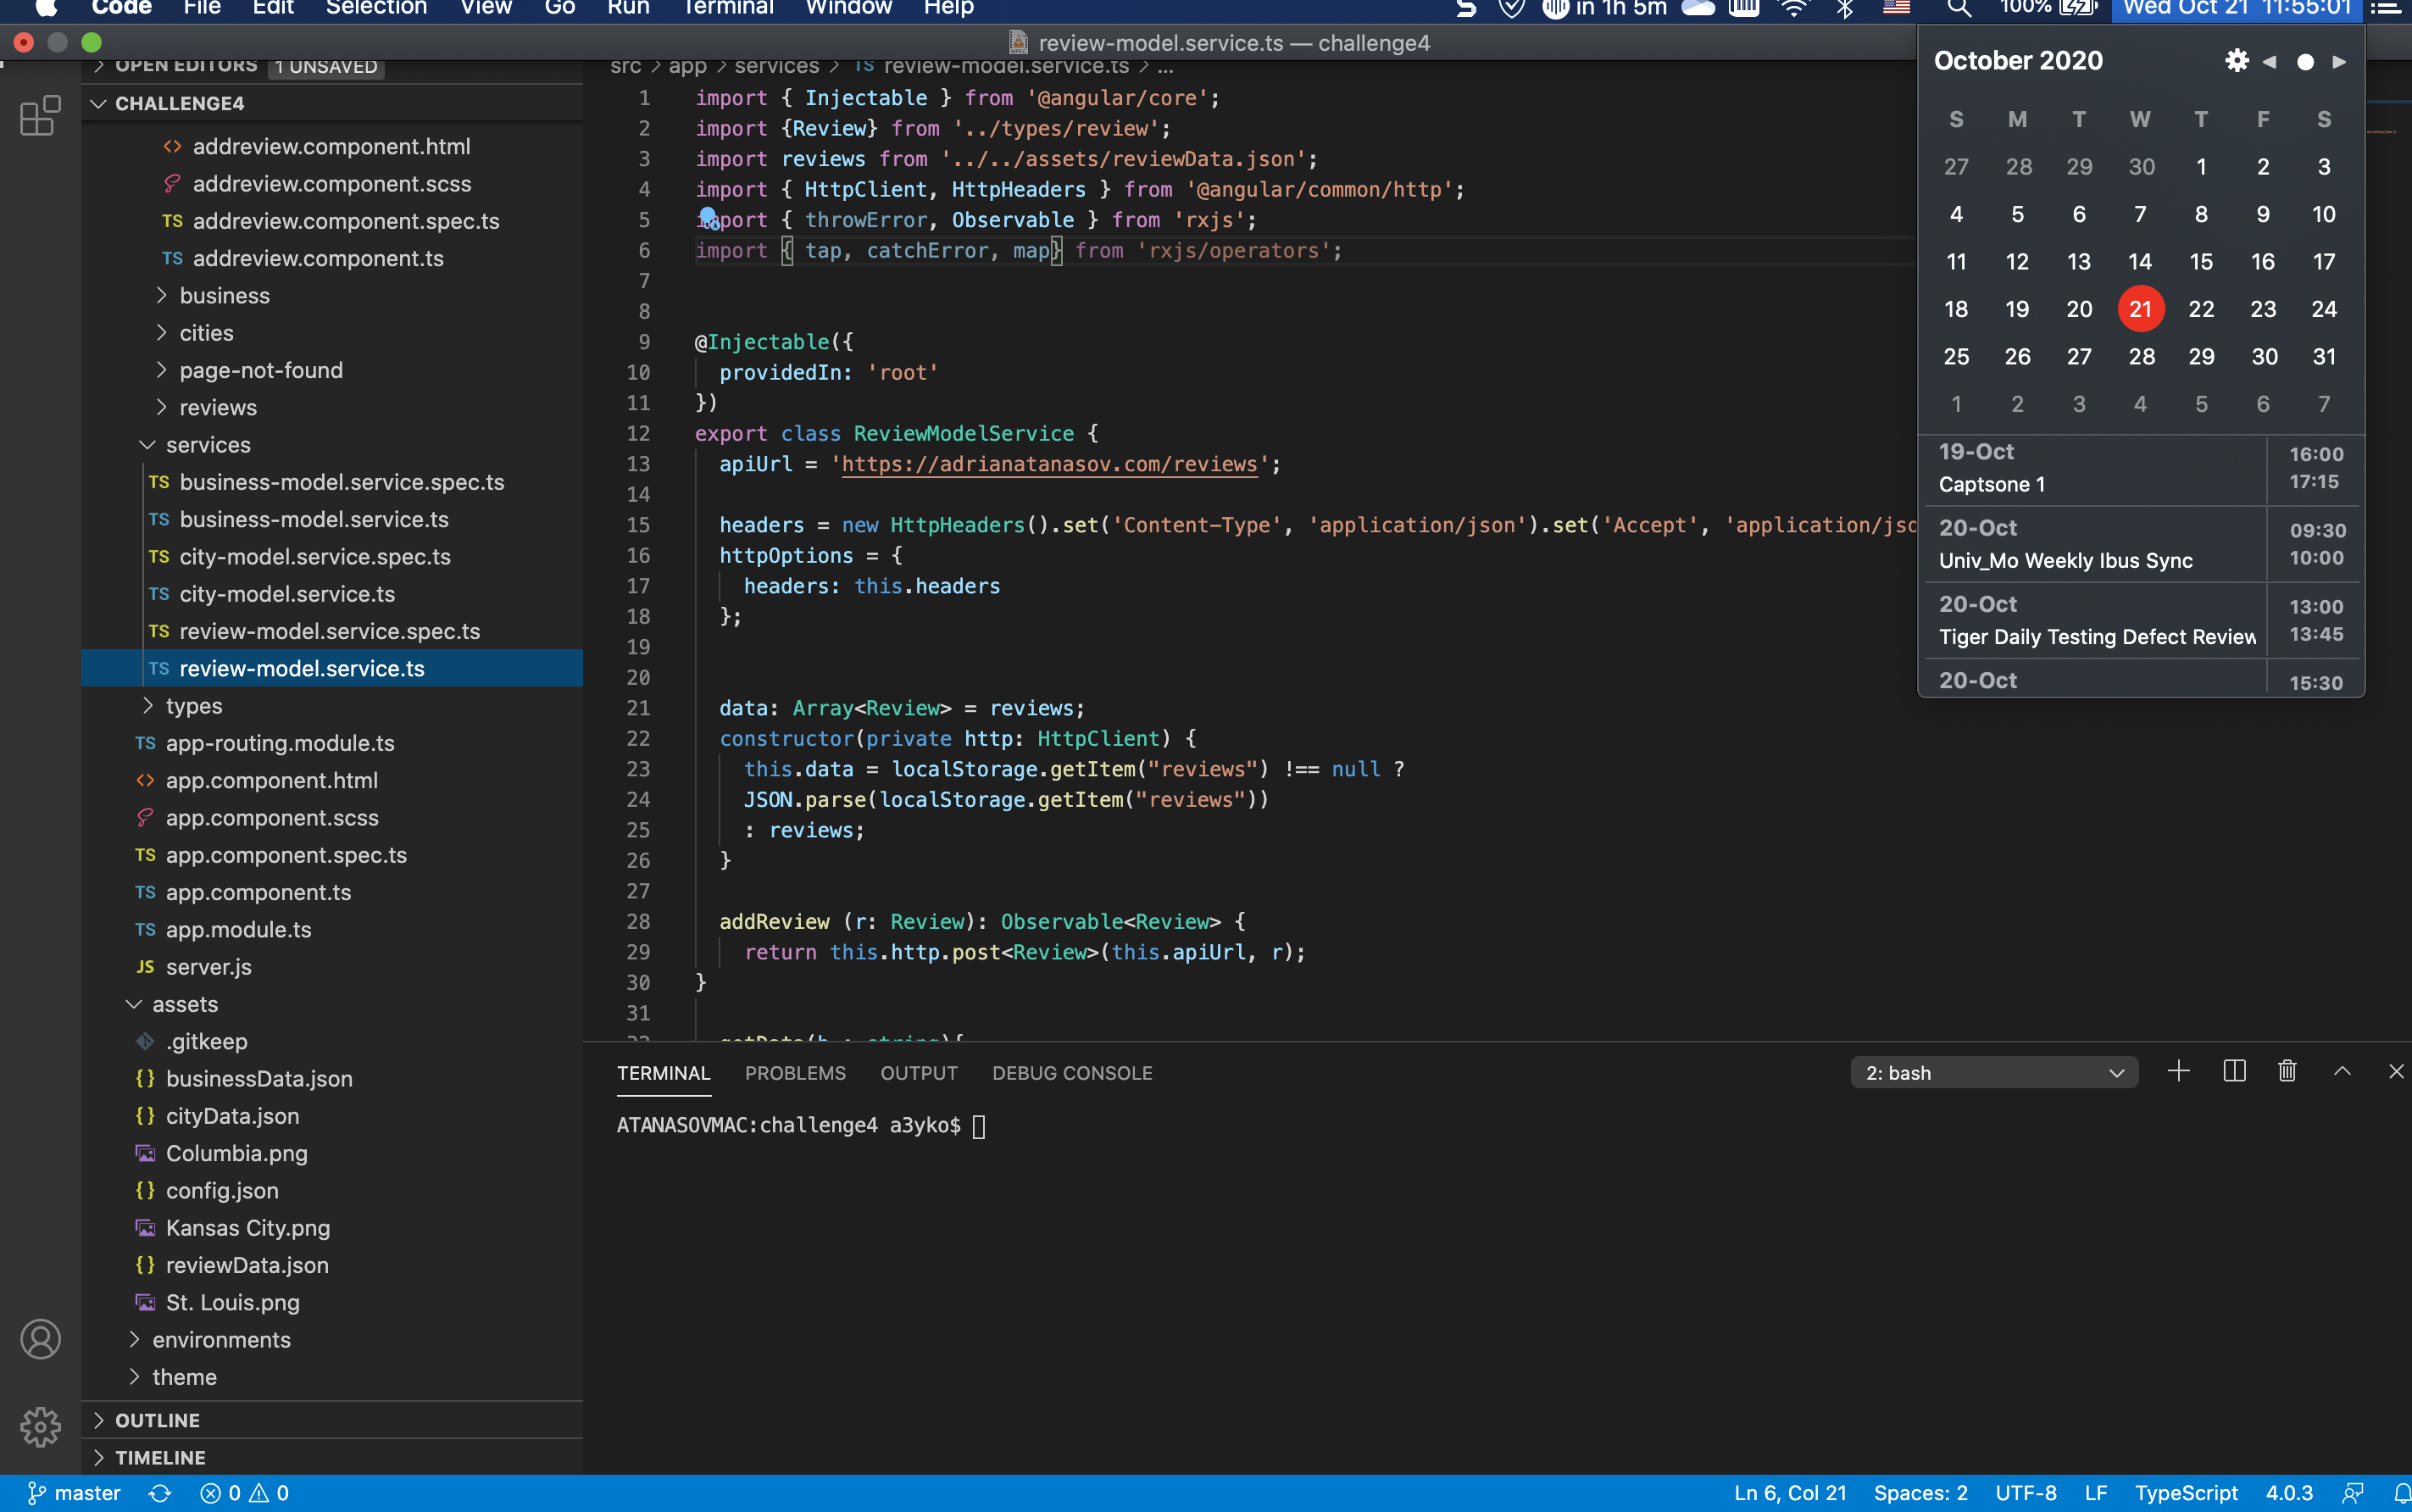 Code File Edit Selection View Go Run Terminal Window Help in 1h 5m 100% Wed Oct 21 11:55:01
review-model.service.ts — challenge4
OPEN EDITORS 1 UNSAVED
CHALLENGE4
addreview.component.html
addreview.component.scss
TS addreview.component.spec.ts
TS addreview.component.ts
business
cities
page-not-found
reviews
services
TS business-model.service.spec.ts
TS business-model.service.ts
TS city-model.service.spec.ts
TS city-model.service.ts
TS review-model.service.spec.ts
TS review-model.service.ts
types
TS app-routing.module.ts
<> app.component.html
app.component.scss
TS app.component.spec.ts
TS app.component.ts
TS app.module.ts
JS server.js
assets
.gitkeep
{} businessData.json
{} cityData.json
Columbia.png
{} config.json
Kansas City.png
{} reviewData.json
St. Louis.png
environments
theme
OUTLINE
TIMELINE
src > app > services > TS review-model.service.ts > ...
1 import { Injectable } from '@angular/core';
2 import {Review} from '../types/review';
3 import reviews from '../../assets/reviewData.json';
4 import { HttpClient, HttpHeaders } from '@angular/common/http';
5 import { throwError, Observable } from 'rxjs';
6 import { tap, catchError, map} from 'rxjs/operators';
7
8
9 @Injectable({
10 providedIn: 'root'
11 })
12 export class ReviewModelService {
13 apiUrl = 'https://adrianatanasov.com/reviews';
14
15 headers = new HttpHeaders().set('Content-Type', 'application/json').set('Accept', 'application/jso
16 httpOptions = {
17 headers: this.headers
18 };
19
20
21 data: Array<Review> = reviews;
22 constructor(private http: HttpClient) {
23 this.data = localStorage.getItem("reviews") !== null ?
24 JSON.parse(localStorage.getItem("reviews"))
25 : reviews;
26 }
27
28 addReview (r: Review): Observable<Review> {
29 return this.http.post<Review>(this.apiUrl, r);
30 }
31
TERMINAL PROBLEMS OUTPUT DEBUG CONSOLE 2: bash
ATANASOVMAC:challenge4 a3yko$
October 2020
S M T W T F S
27 28 29 30 1 2 3
4 5 6 7 8 9 10
11 12 13 14 15 16 17
18 19 20 21 22 23 24
25 26 27 28 29 30 31
1 2 3 4 5 6 7
19-Oct 16:00
Captsone 1 17:15
20-Oct 09:30
Univ_Mo Weekly Ibus Sync 10:00
20-Oct 13:00
Tiger Daily Testing Defect Review 13:45
20-Oct 15:30
master 0 0 Ln 6, Col 21 Spaces: 2 UTF-8 LF TypeScript 4.0.3